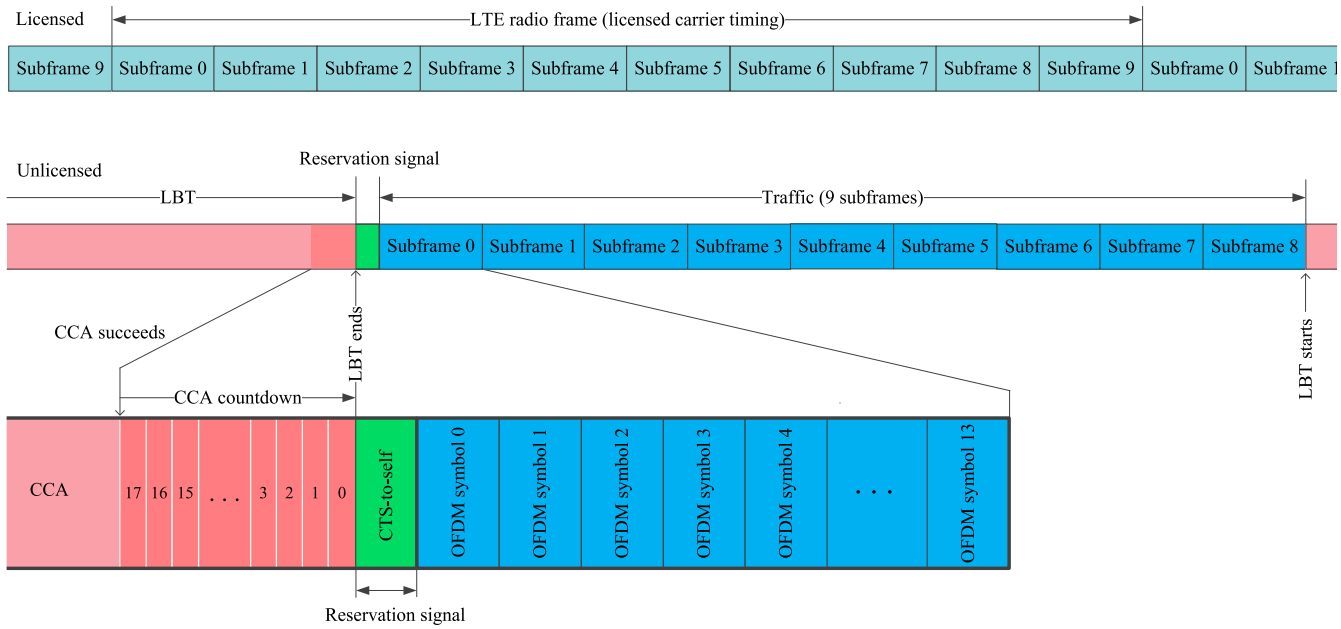 Licensed
LTE radio frame (licensed carrier timing)
Subframe 9 Subframe 0 Subframe 1 Subframe 2 Subframe 3 Subframe 4 Subframe 5 Subframe 6 Subframe 7 Subframe 8 Subframe 9 Subframe 0 Subframe 1
Reservation signal
Unlicensed
LBT
Traffic (9 subframes)
Subframe 0 Subframe 1 Subframe 2 Subframe 3 Subframe 4 Subframe 5 Subframe 6 Subframe 7 Subframe 8
CCA succeeds
LBT ends
LBT starts
CCA countdown
CCA 17 16 15 . . . 3 2 1 0
CTS-to-self
OFDM symbol 0
OFDM symbol 1
OFDM symbol 2
OFDM symbol 3
OFDM symbol 4
. . .
OFDM symbol 13
Reservation signal